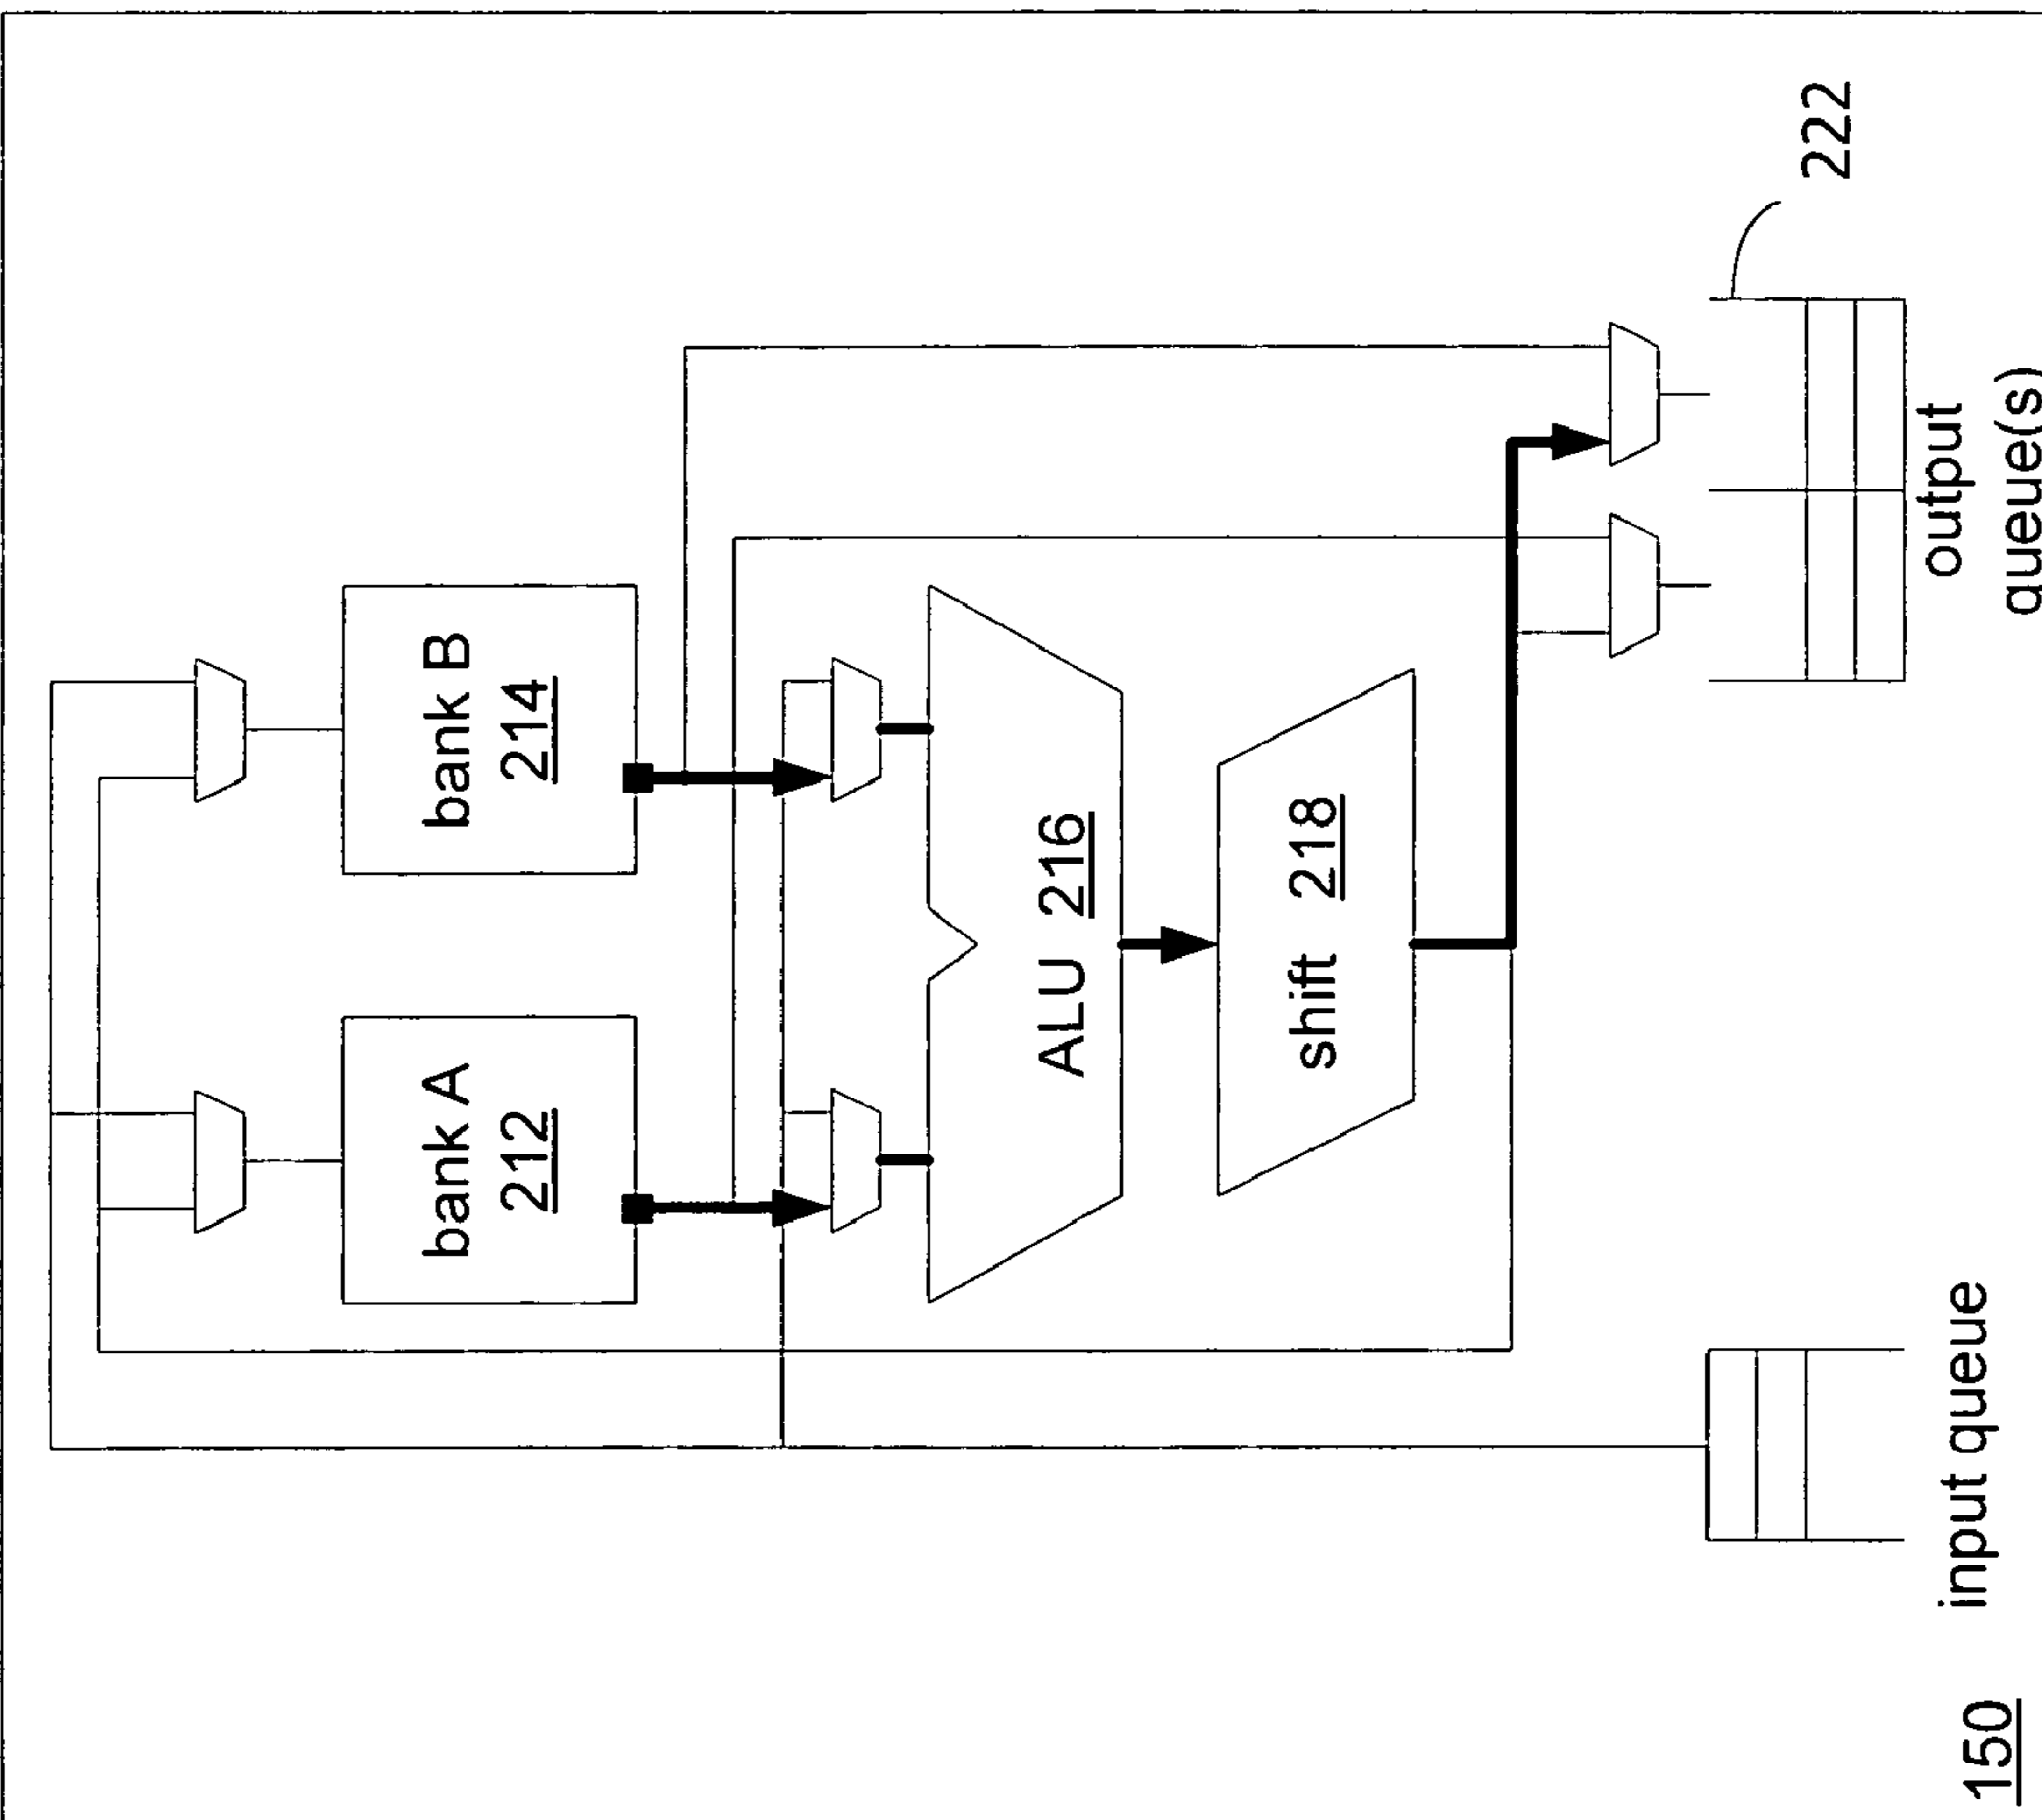 bank A
212
bank B
214
ALU 216
shift 218
222
150
input queue
output
queue(s)